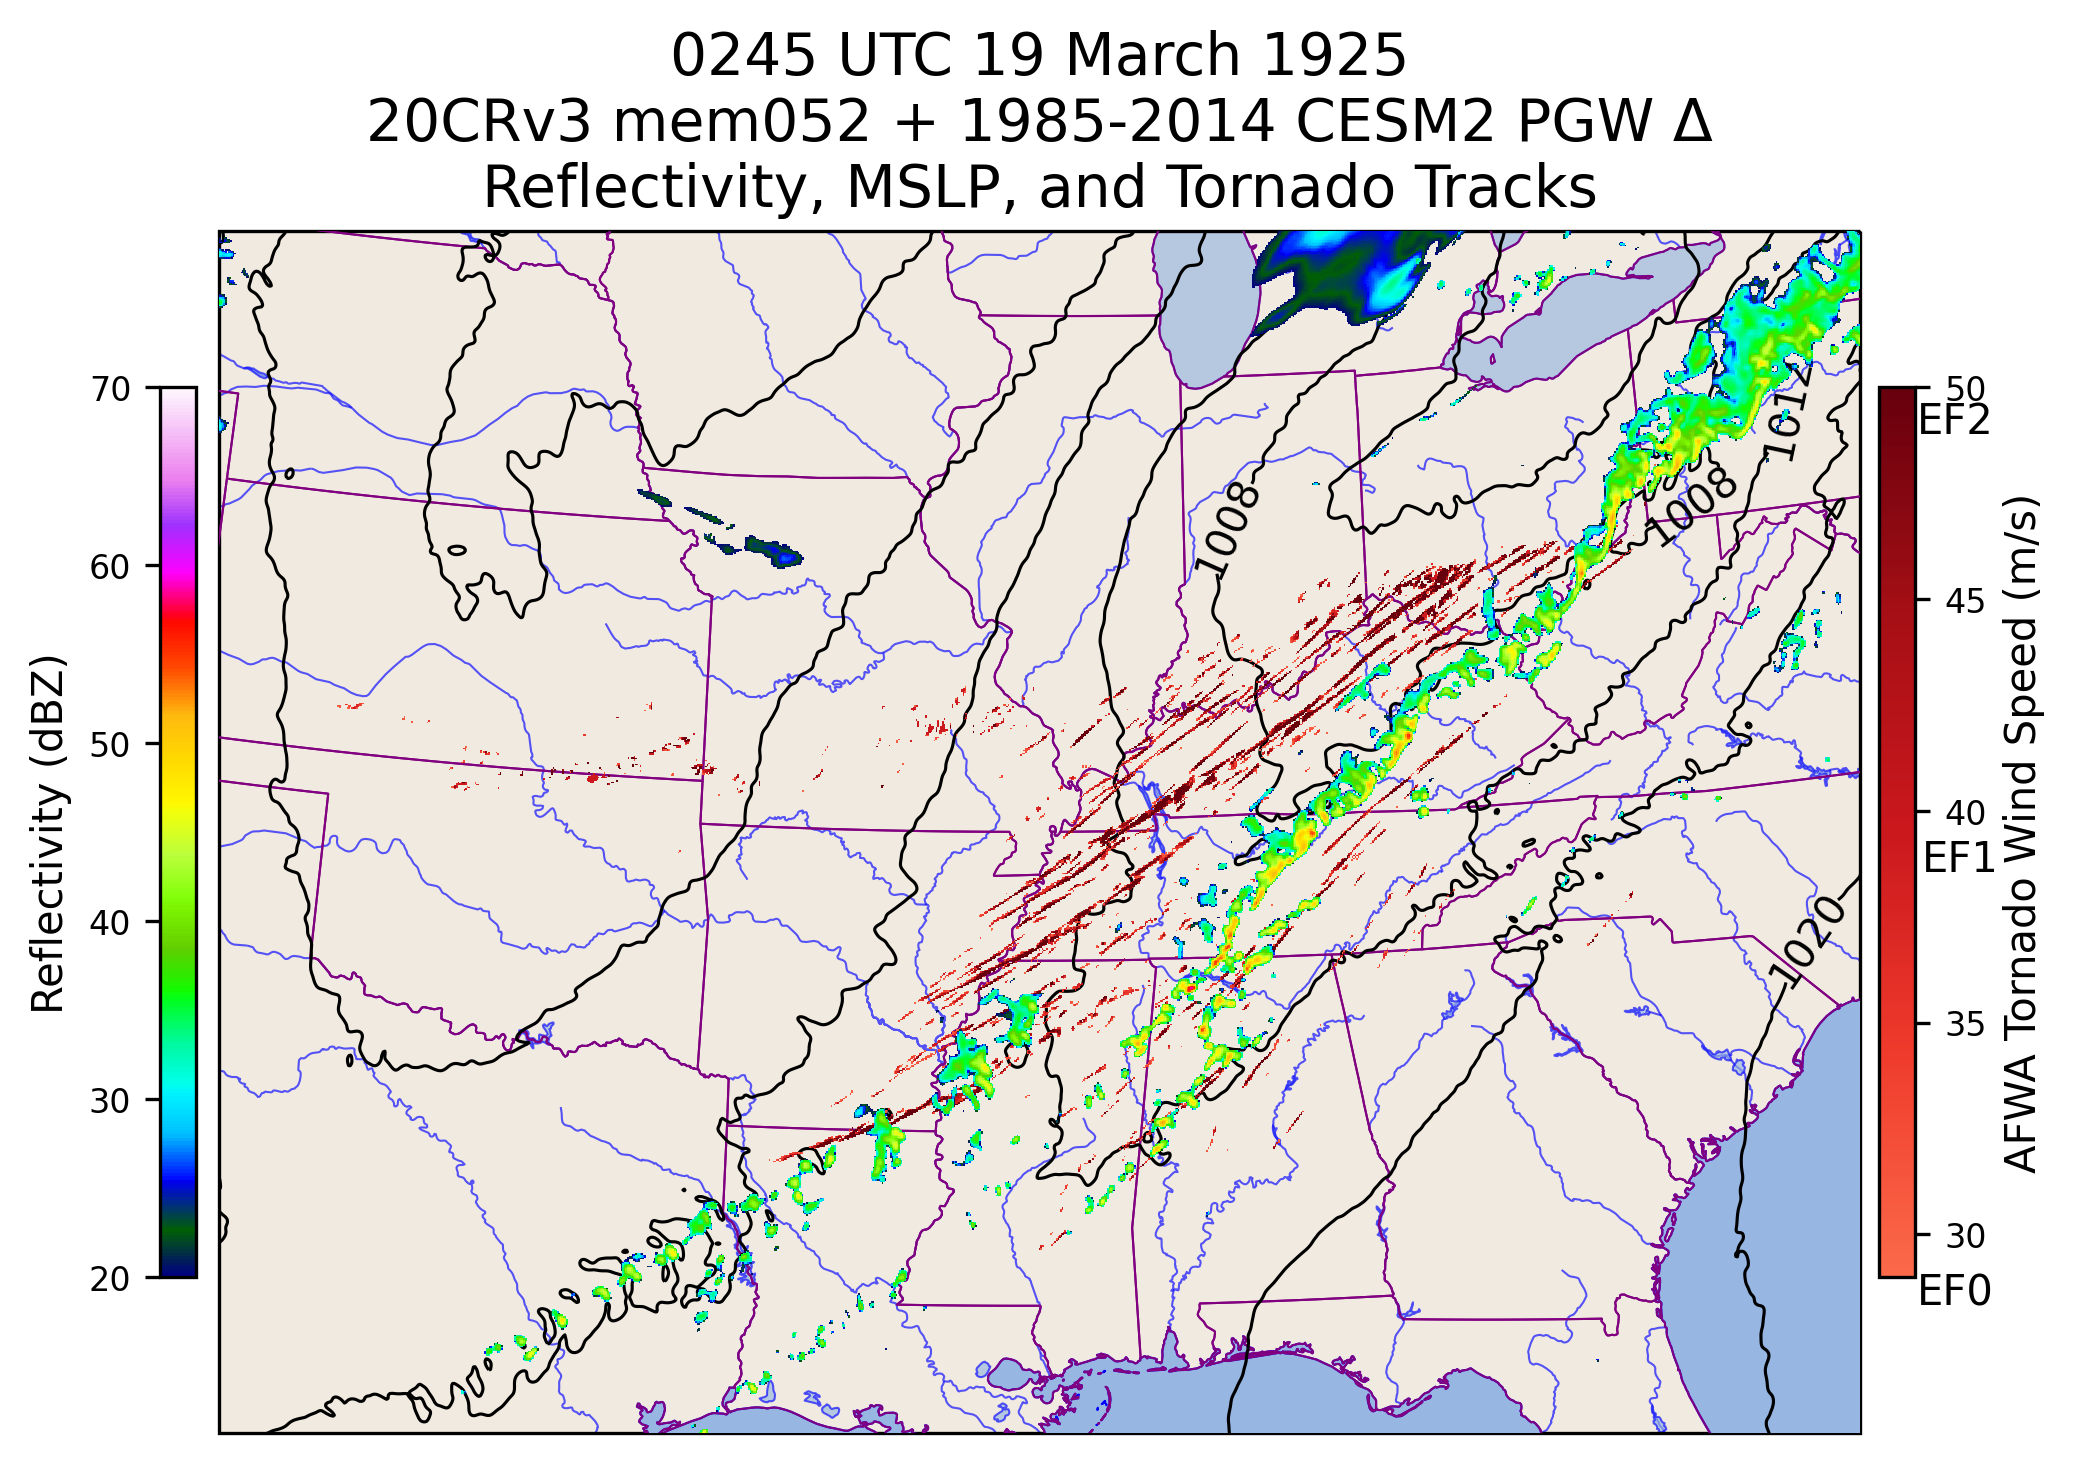 0245 UTC 19 March 1925
20CRv3 mem052 + 1985-2014 CESM2 PGW Δ
Reflectivity, MSLP, and Tornado Tracks
Reflectivity (dBZ)
70
60
50
40
30
20
1008
1008
1012
1020
50
EF2
45
40
EF1
35
30
EF0
AFWA Tornado Wind Speed (m/s)